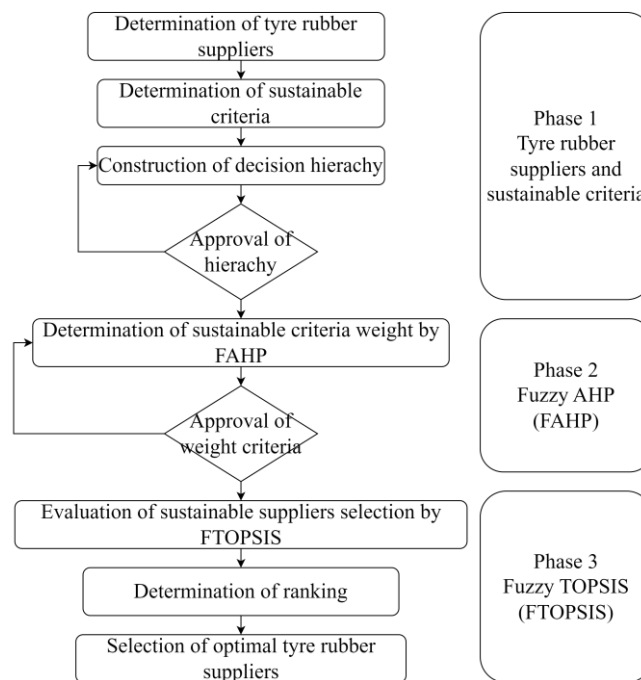 Determination of tyre rubber
suppliers
Determination of sustainable
criteria
Construction of decision hierachy
Approval of
hierachy
Determination of sustainable criteria weight by
FAHP
Approval of
weight criteria
Evaluation of sustainable suppliers selection by
FTOPSIS
Determination of ranking
Selection of optimal tyre rubber
suppliers
Phase 1
Tyre rubber
suppliers and
sustainable criteria
Phase 2
Fuzzy AHP
(FAHP)
Phase 3
Fuzzy TOPSIS
(FTOPSIS)